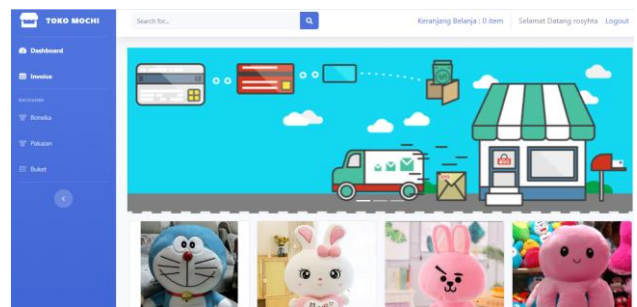 TOKO MOCHI
Search for...
Keranjang Belanja : 0 item
Selamat Datang rosyhta
Logout
Dashboard
Invoice
KATEGORI
Boneka
Pakaian
Buket